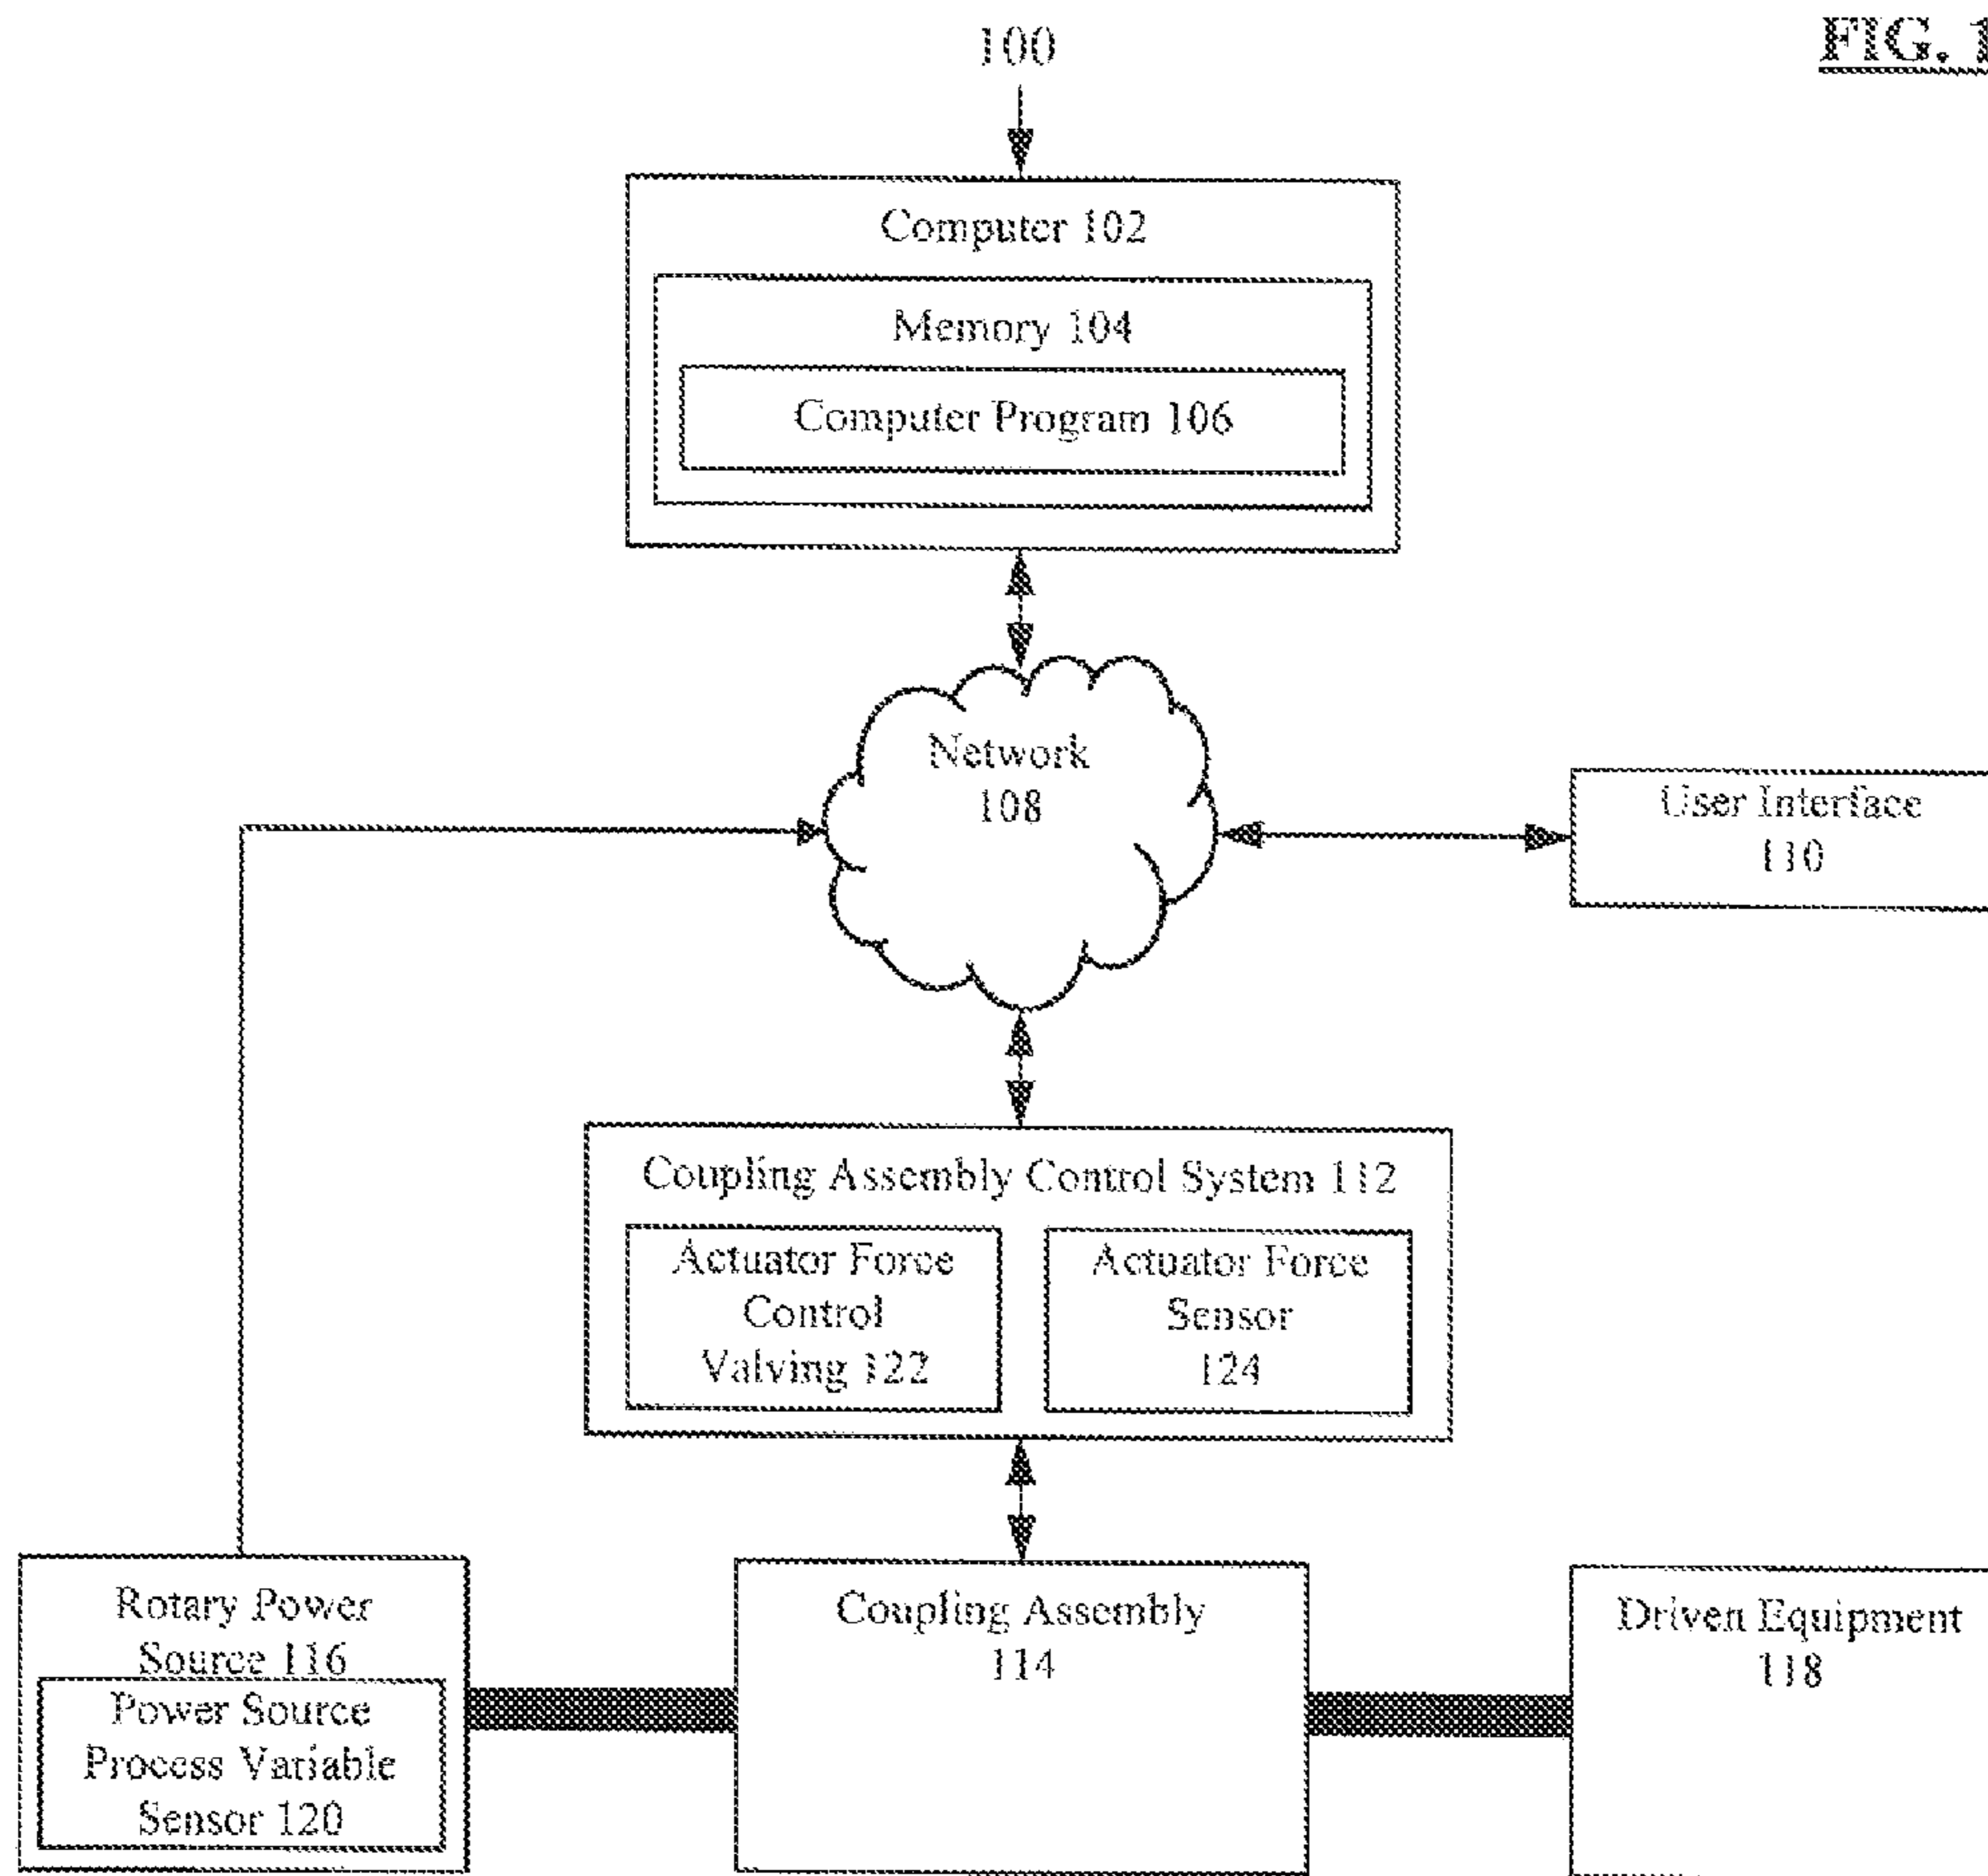 100
FIG. 1
Computer 102
Memory 104
Computer Program 106
Network
108
User Interface
110
Coupling Assembly Control System 112
Actuator Force
Control
Valving 122
Actuator Force
Sensor
124
Rotary Power
Source 116
Power Source
Process Variable
Sensor 120
Coupling Assembly
114
Driven Equipment
118